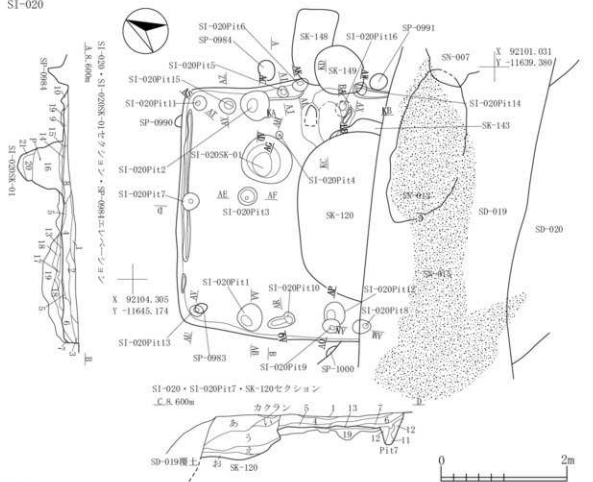 SI-020
SK-148
SI-020Pit6
SP-0984
SI-020Pit5
SI-020Pit15
SI-020Pit11
SP-0990
SI-020Pit2
SI-020SK-01
SI-020Pit7
SI-020Pit3
SI-020Pit4
SI-020Pit16
SP-0991
SK-149
SI-020Pit14
SK-143
SK-120
SN-007
X 92101.031
Y -11639.380
SD-019
SD-020
SN-015
X 92104.305
Y -11645.174
SI-020Pit1
SI-020Pit10
SI-020Pit12
SI-020Pit8
SI-020Pit13
SP-0983
SI-020Pit9
SP-1000
SI-020・SI-020SK-01セクション・SP-0984エレベーション
A 8.600m
SP-0984
SI-020SK-01
SI-020・SI-020Pit7・SK-120セクション
C 8.600m
カクラン
SD-019覆土
SK-120
Pit7
0 2m